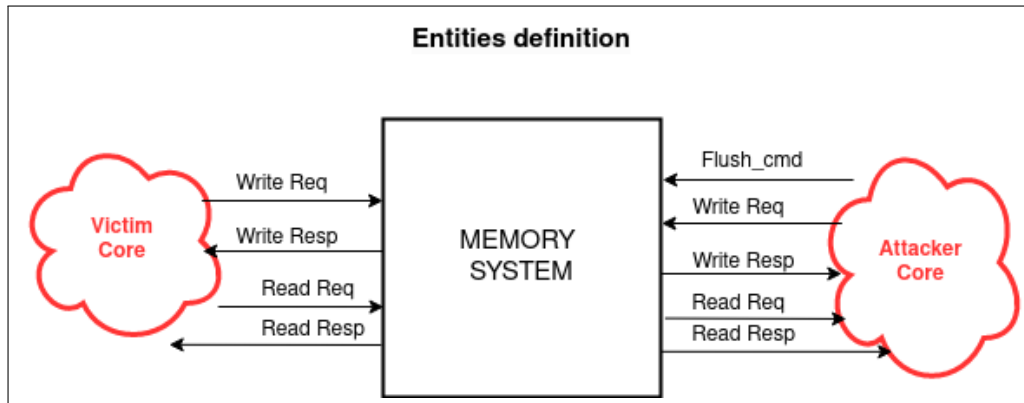 Entities definition
Victim
Core
Write Req
Write Resp
Read Req
Read Resp
MEMORY
SYSTEM
Flush_cmd
Write Req
Write Resp
Read Req
Read Resp
Attacker
Core